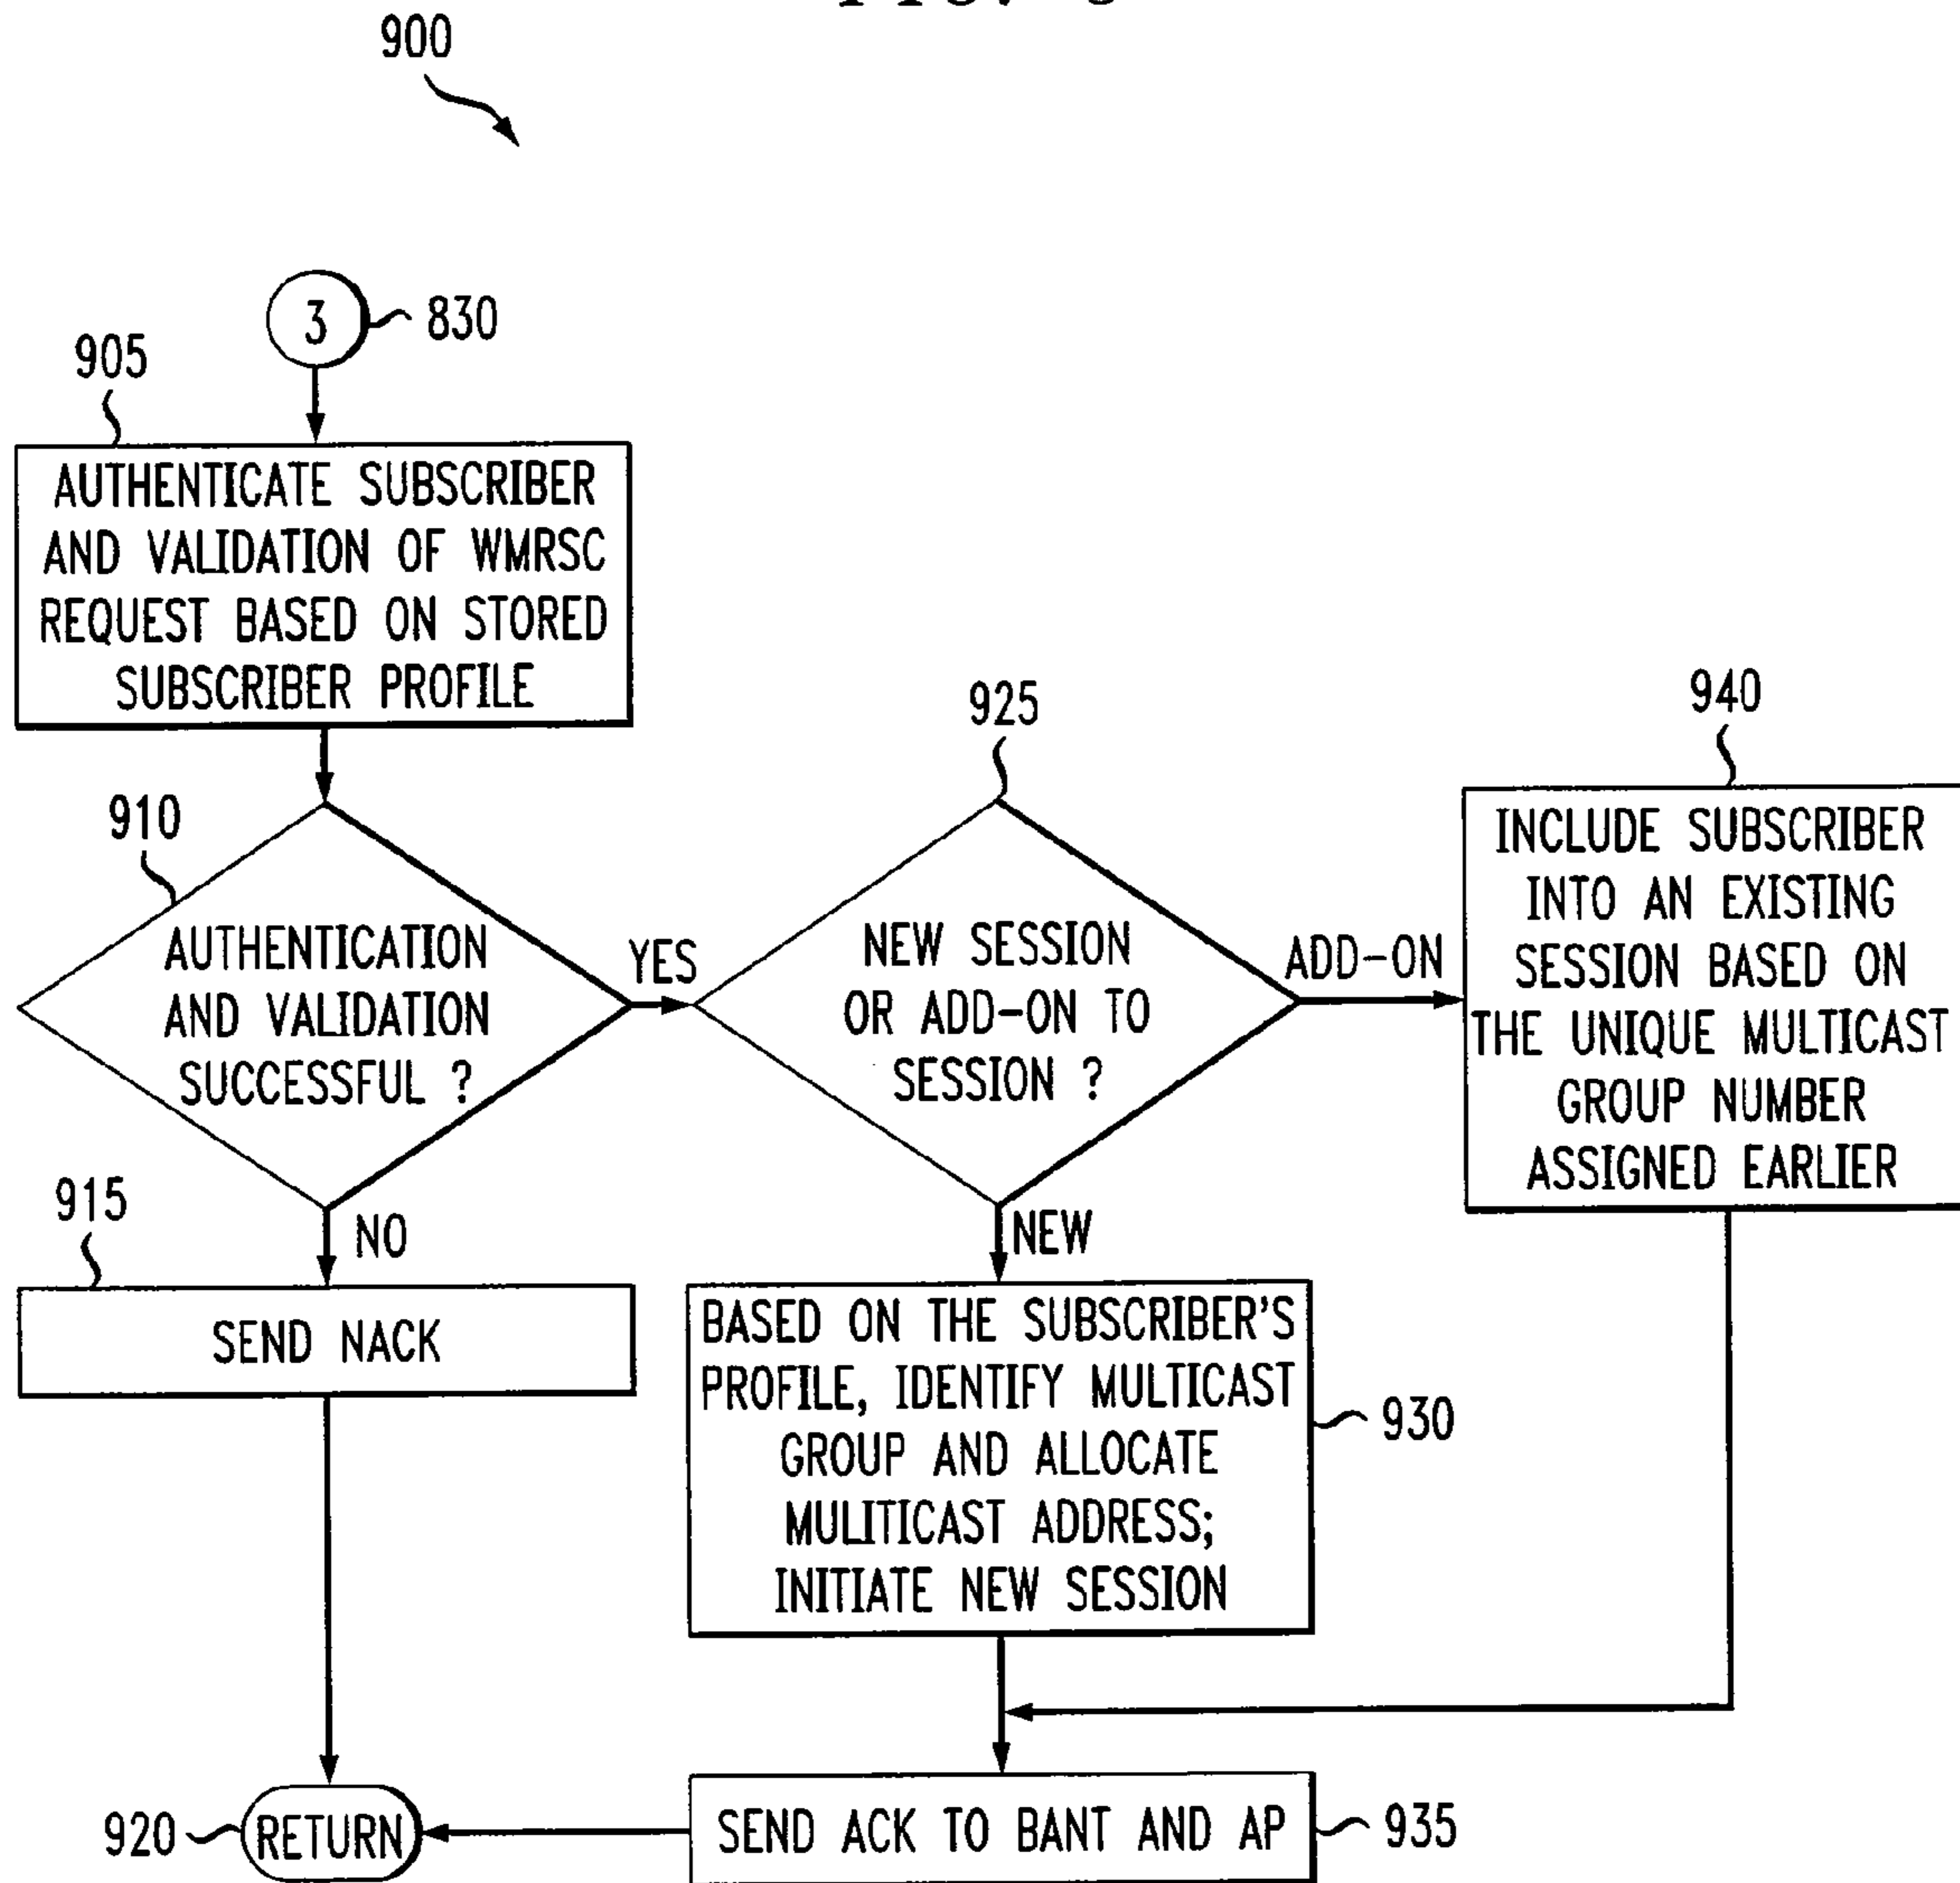 900
3
830
905
AUTHENTICATE SUBSCRIBER
AND VALIDATION OF WMRSC
REQUEST BASED ON STORED
SUBSCRIBER PROFILE
910
AUTHENTICATION
AND VALIDATION
SUCCESSFUL ?
YES
NO
925
NEW SESSION
OR ADD-ON TO
SESSION ?
ADD-ON
NEW
940
INCLUDE SUBSCRIBER
INTO AN EXISTING
SESSION BASED ON
THE UNIQUE MULTICAST
GROUP NUMBER
ASSIGNED EARLIER
915
SEND NACK
BASED ON THE SUBSCRIBER'S
PROFILE, IDENTIFY MULTICAST
GROUP AND ALLOCATE
MULITICAST ADDRESS;
INITIATE NEW SESSION
930
920
RETURN
SEND ACK TO BANT AND AP
935